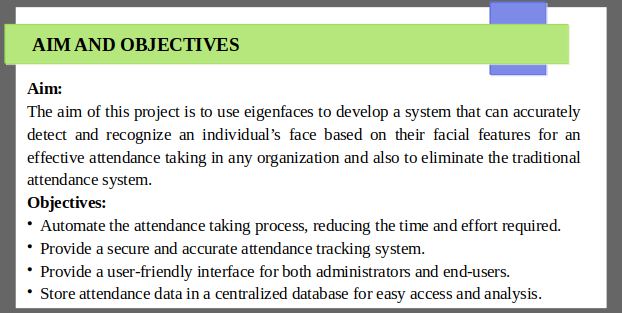 AIM AND OBJECTIVES
Aim:
The aim of this project is to use eigenfaces to develop a system that can accurately
detect and recognize an individual’s face based on their facial features for an
effective attendance taking in any organization and also to eliminate the traditional
attendance system.
Objectives:
• Automate the attendance taking process, reducing the time and effort required.
• Provide a secure and accurate attendance tracking system.
• Provide a user-friendly interface for both administrators and end-users.
• Store attendance data in a centralized database for easy access and analysis.